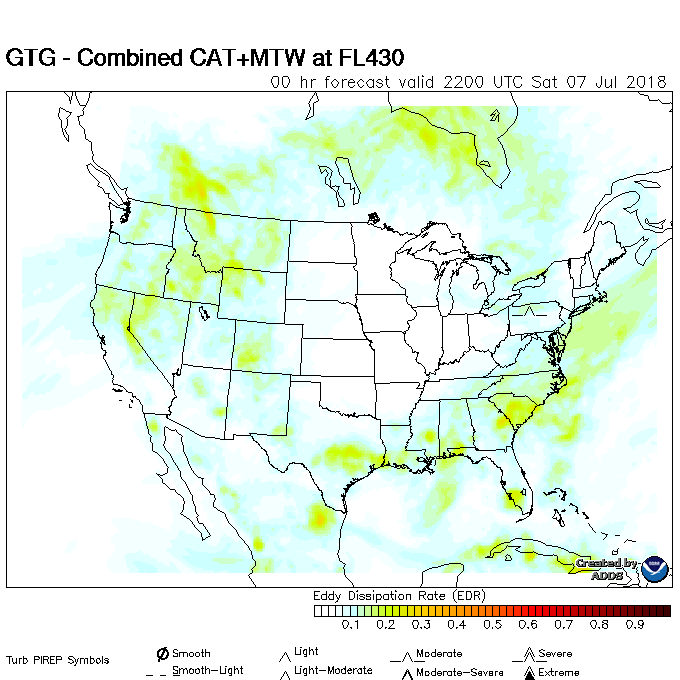 GTG - Combined CAT+MTW at FL430
00 hr forecast valid 2200 UTC Sat 07 Jul 2018
Created by
ADDS
Eddy Dissipation Rate (EDR)
0.1 0.2 0.3 0.4 0.5 0.6 0.7 0.8 0.9
Turb PIREP Symbols
Smooth Light Moderate Severe
Smooth-Light Light-Moderate Moderate-Severe Extreme